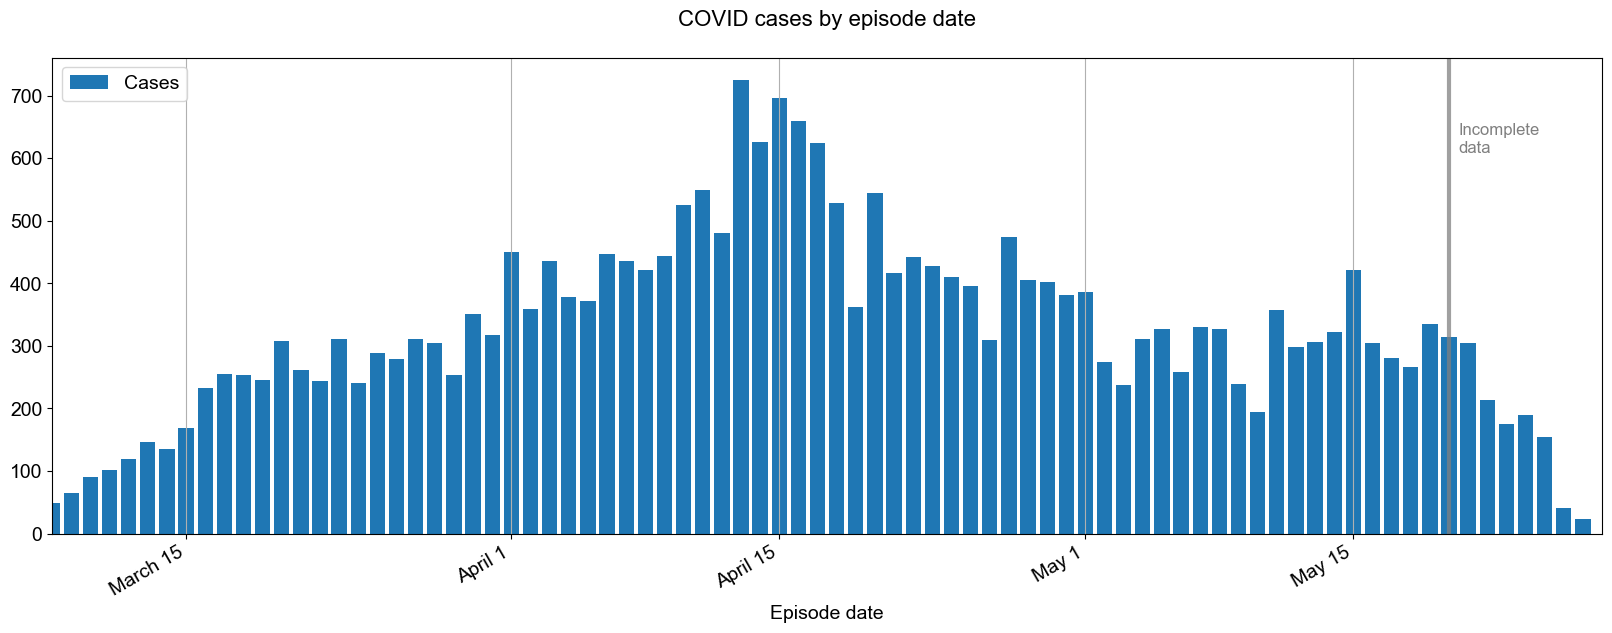 COVID cases by episode date
Cases
700
600
500
400
300
200
100
0
Incomplete
data
March 15
April 1
April 15
May 1
May 15
Episode date